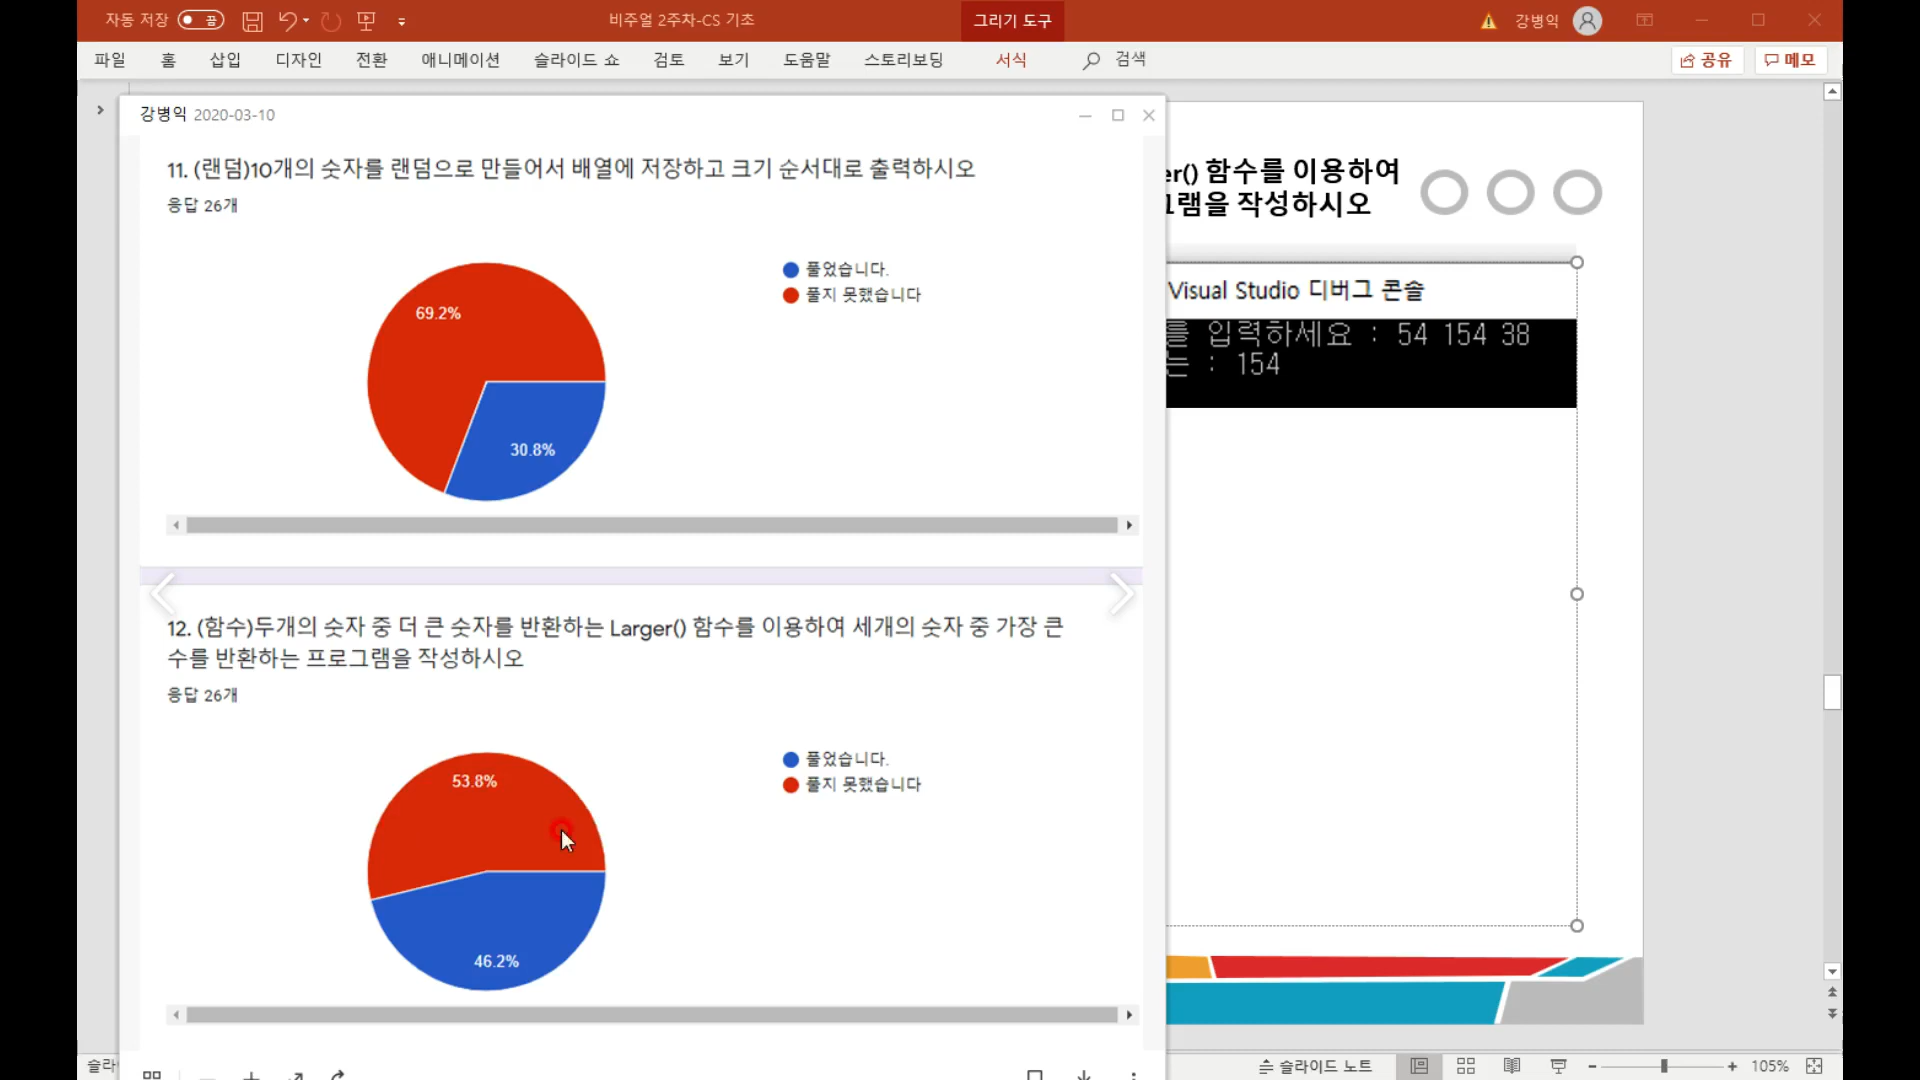 자동 저장 끔
비주얼 2주차-CS 기초
그리기 도구
강병익
파일 홈 삽입 디자인 전환 애니메이션 슬라이드 쇼 검토 보기 도움말 스토리보딩 서식 검색 공유 메모
강병익 2020-03-10
11. (랜덤)10개의 숫자를 랜덤으로 만들어서 배열에 저장하고 크기 순서대로 출력하시오
응답 26개
풀었습니다.
풀지 못했습니다
69.2%
30.8%
12. (함수)두개의 숫자 중 더 큰 숫자를 반환하는 Larger() 함수를 이용하여 세개의 숫자 중 가장 큰
수를 반환하는 프로그램을 작성하시오
응답 26개
풀었습니다.
풀지 못했습니다
53.8%
46.2%
er() 함수를 이용하여
램을 작성하시오
Visual Studio 디버그 콘솔
를 입력하세요 : 54 154 38
는 : 154
슬라
슬라이드 노트
105%